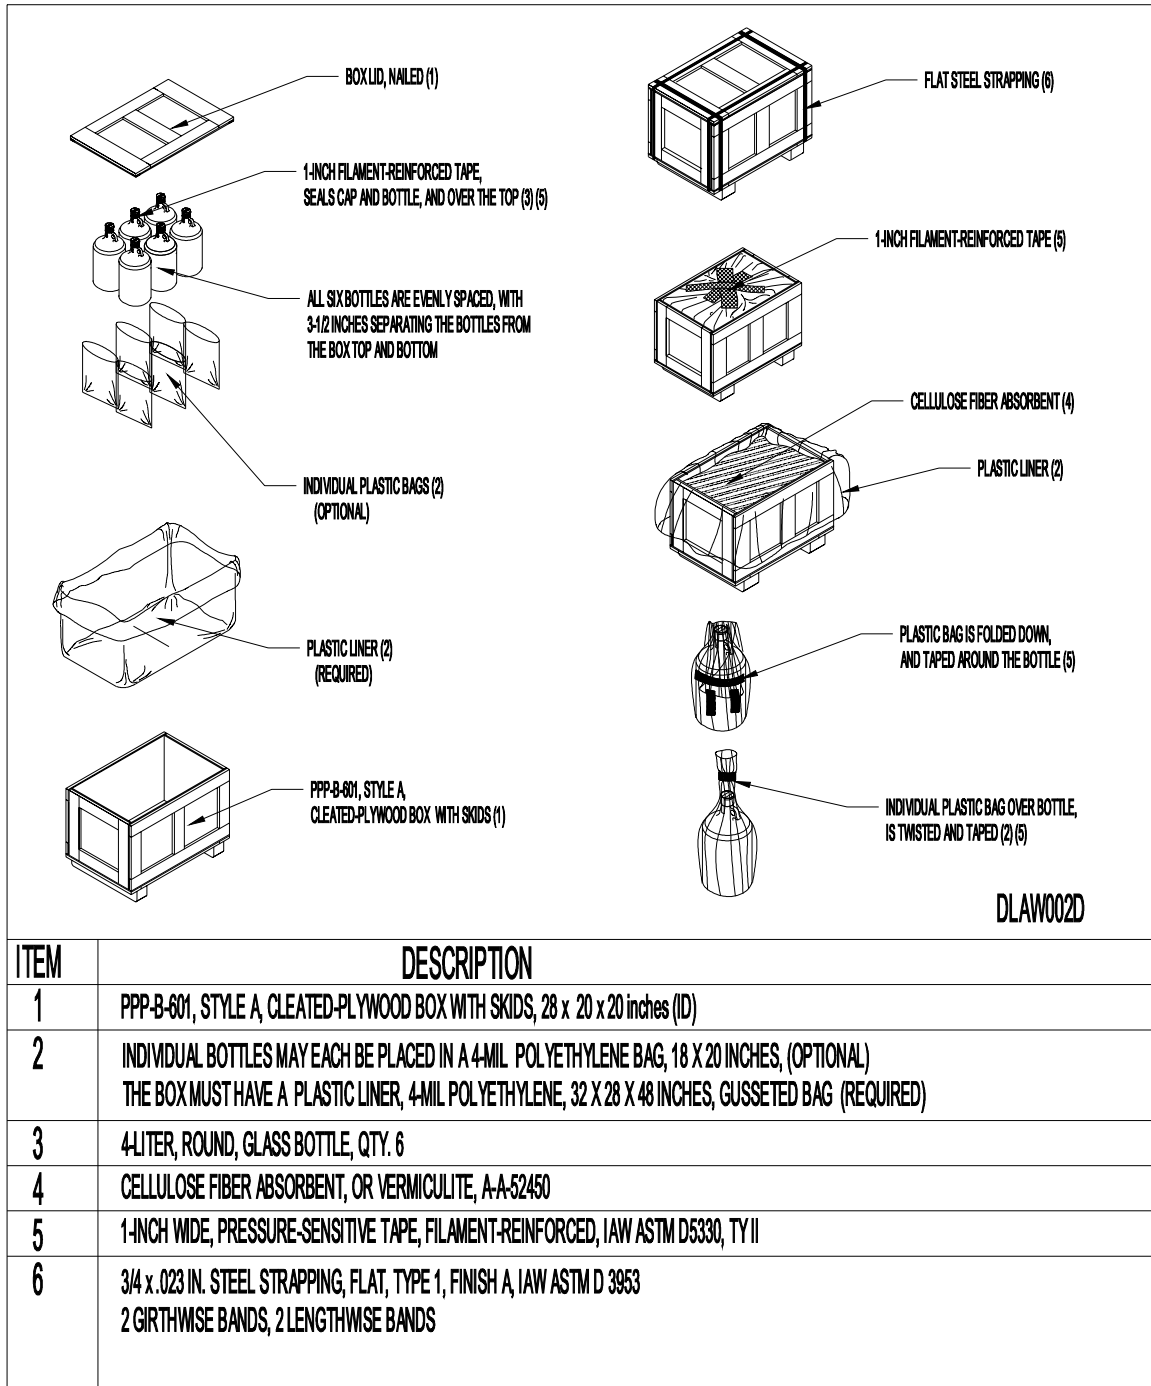 BOX LID, NAILED (1)
1-INCH FILAMENT-REINFORCED TAPE,
SEALS CAP AND BOTTLE, AND OVER THE TOP (3) (5)
ALL SIX BOTTLES ARE EVENLY SPACED, WITH
3-1/2 INCHES SEPARATING THE BOTTLES FROM
THE BOX TOP AND BOTTOM
INDIVIDUAL PLASTIC BAGS (2)
(OPTIONAL)
PLASTIC LINER (2)
(REQUIRED)
PPP-B-601, STYLE A,
CLEATED-PLYWOOD BOX WITH SKIDS (1)
FLAT STEEL STRAPPING (6)
1-INCH FILAMENT-REINFORCED TAPE (5)
CELLULOSE FIBER ABSORBENT (4)
PLASTIC LINER (2)
PLASTIC BAG IS FOLDED DOWN,
AND TAPED AROUND THE BOTTLE (5)
INDIVIDUAL PLASTIC BAG OVER BOTTLE,
IS TWISTED AND TAPED (2) (5)
DLAW002D
ITEM DESCRIPTION
1 PPP-B-601, STYLE A, CLEATED-PLYWOOD BOX WITH SKIDS, 28 x 20 x 20 inches (ID)
2 INDIVIDUAL BOTTLES MAY EACH BE PLACED IN A 4-MIL POLYETHYLENE BAG, 18 X 20 INCHES, (OPTIONAL)
THE BOX MUST HAVE A PLASTIC LINER, 4-MIL POLYETHYLENE, 32 X 28 X 48 INCHES, GUSSETED BAG (REQUIRED)
3 4-LITER, ROUND, GLASS BOTTLE, QTY. 6
4 CELLULOSE FIBER ABSORBENT, OR VERMICULITE, A-A-52450
5 1-INCH WIDE, PRESSURE-SENSITIVE TAPE, FILAMENT-REINFORCED, IAW ASTM D5330, TY II
6 3/4 x .023 IN. STEEL STRAPPING, FLAT, TYPE 1, FINISH A, IAW ASTM D 3953
2 GIRTHWISE BANDS, 2 LENGTHWISE BANDS